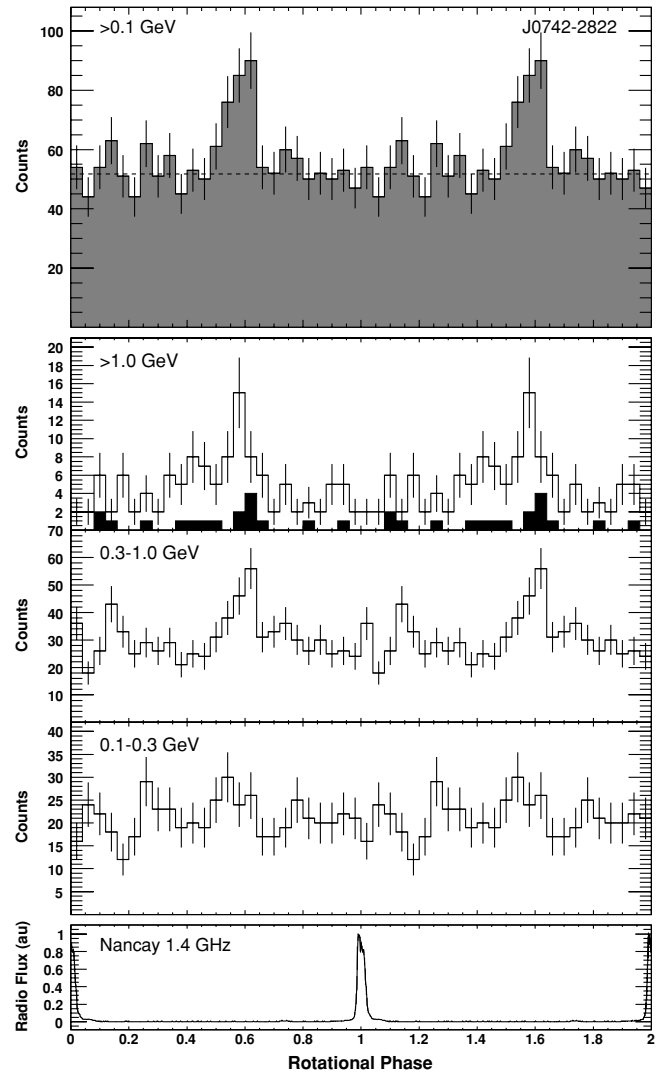 >0.1 GeV
J0742-2822
100
80
60
40
20
Counts
>1.0 GeV
20
18
16
14
12
10
8
6
4
2
Counts
0.3-1.0 GeV
70
60
50
40
30
20
10
Counts
0.1-0.3 GeV
40
35
30
25
20
15
10
5
Counts
Nancay 1.4 GHz
1
0.8
0.6
0.4
0.2
0
Radio Flux (au)
0 0.2 0.4 0.6 0.8 1 1.2 1.4 1.6 1.8 2
Rotational Phase